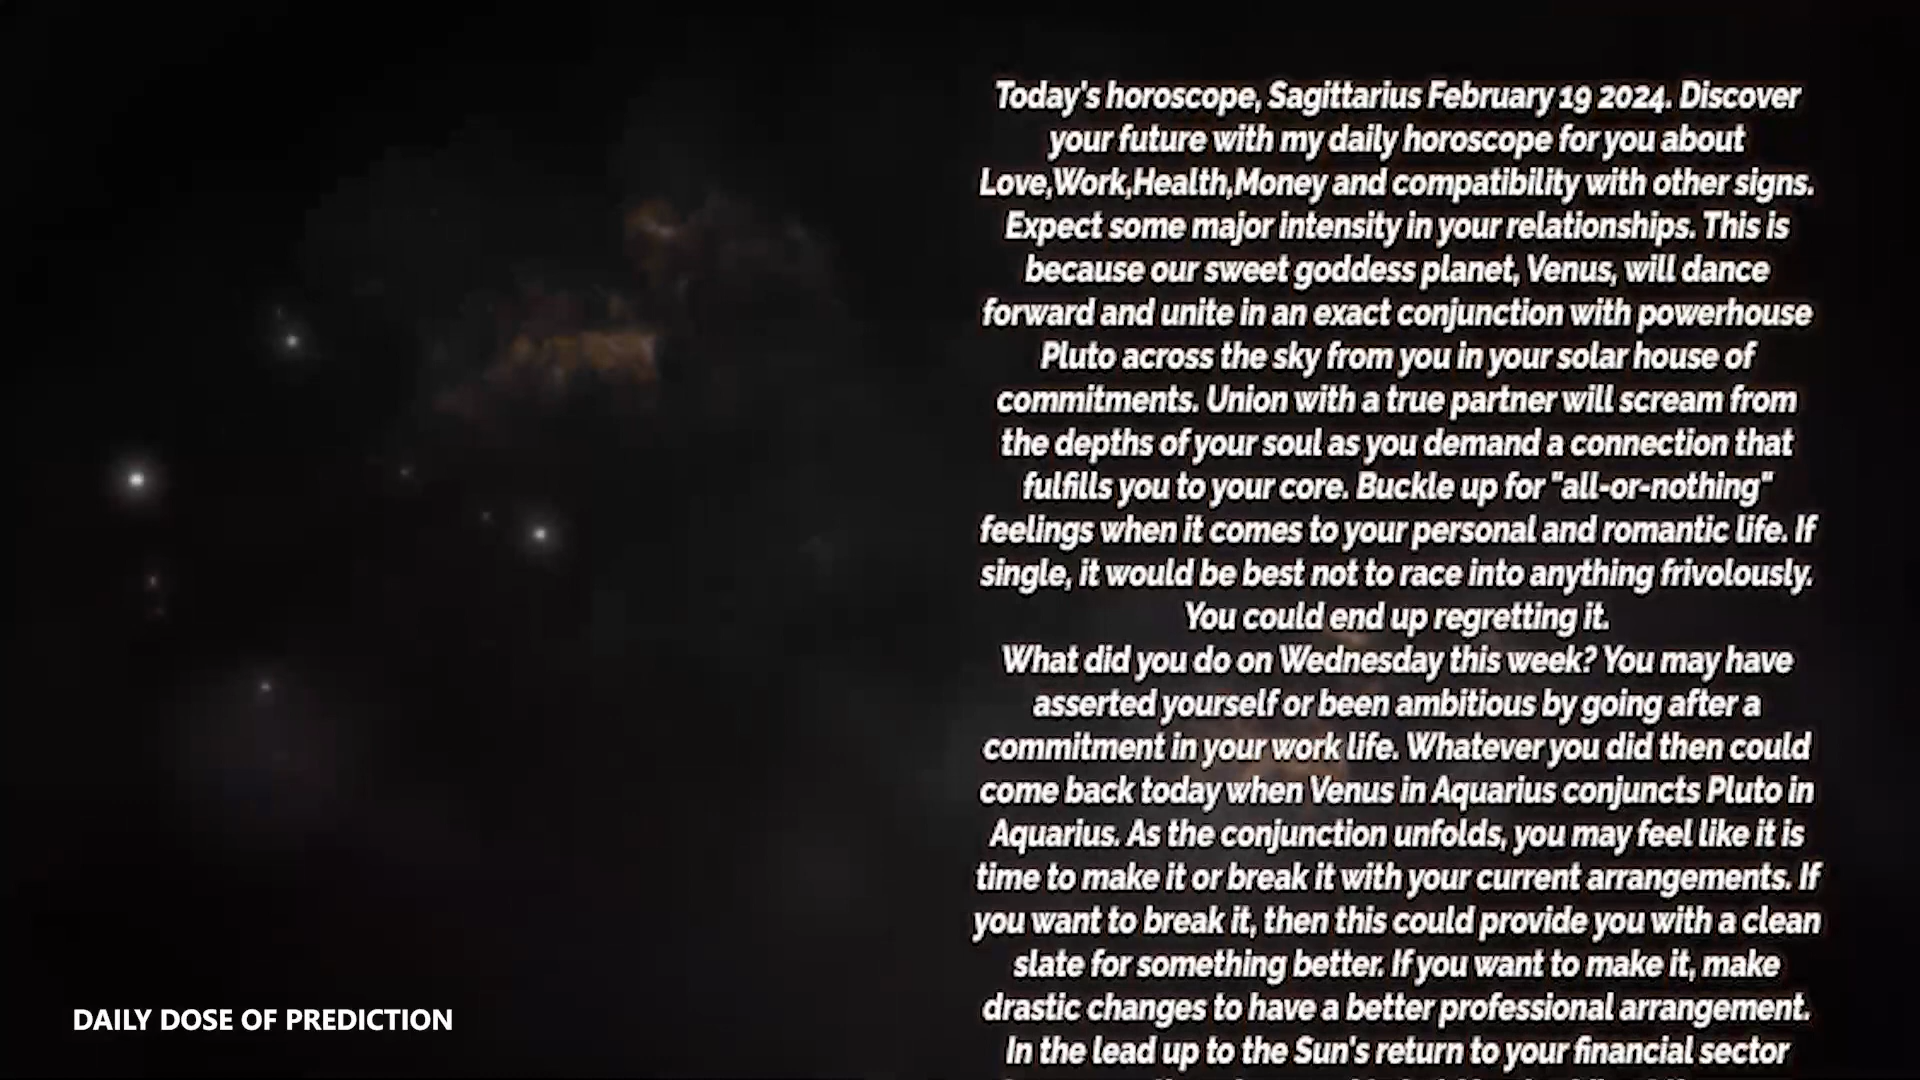 Today's horoscope, Sagittarius February 19 2024. Discover
your future with my daily horoscope for you about
Love,Work,Health,Money and compatibility with other signs.
Expect some major intensity in your relationships. This is
because our sweet goddess planet, Venus, will dance
forward and unite in an exact conjunction with powerhouse
Pluto across the sky from you in your solar house of
commitments. Union with a true partner will scream from
the depths of your soul as you demand a connection that
fulfills you to your core. Buckle up for "all-or-nothing"
feelings when it comes to your personal and romantic life. If
single, it would be best not to race into anything frivolously.
You could end up regretting it.
What did you do on Wednesday this week? You may have
asserted yourself or been ambitious by going after a
commitment in your work life. Whatever you did then could
come back today when Venus in Aquarius conjuncts Pluto in
Aquarius. As the conjunction unfolds, you may feel like it is
time to make it or break it with your current arrangements. If
you want to break it, then this could provide you with a clean
slate for something better. If you want to make it, make
drastic changes to have a better professional arrangement.
In the lead up to the Sun's return to your financial sector
DAILY DOSE OF PREDICTION